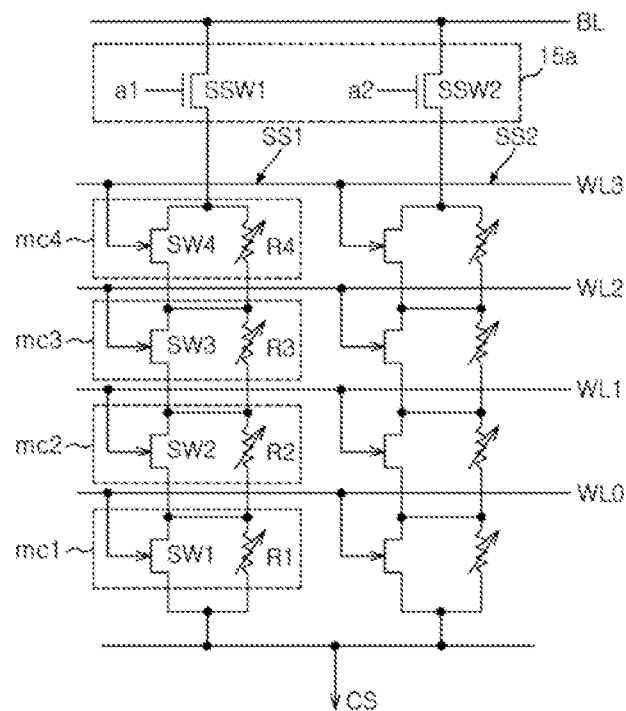 BL
15a
a1 SSW1 a2 SSW2
SS1 SS2
WL3
mc4 SW4 R4
WL2
mc3 SW3 R3
WL1
mc2 SW2 R2
WL0
mc1 SW1 R1
CS